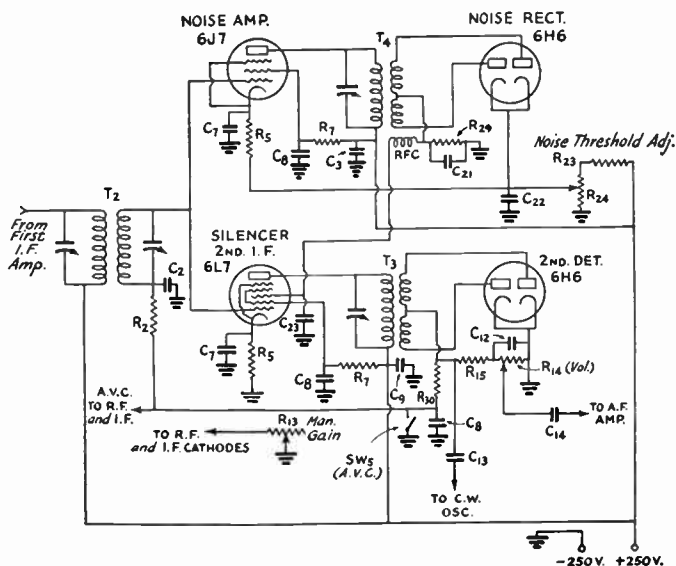 NOISE AMP.
6J7
NOISE RECT.
6H6
T4
C7
R5
R7
C8
C3
RFC
R29
C21
Noise Threshold Adj.
R23
R24
C22
T2
From
First
I.F.
Amp.
C2
R2
SILENCER
2ND. I.F.
6L7
T3
2ND. DET.
6H6
C23
C7
R5
C8
R7
C9
R30
C12
R15
R14 (Vol.)
A.V.C.
TO R.F.
and I.F.
R13
Man.
Gain
TO R.F.
and I.F. CATHODES
SW5
(A.V.C.)
C8
C13
C14
TO A.F.
AMP.
TO C.W.
OSC.
-250V.
+250V.